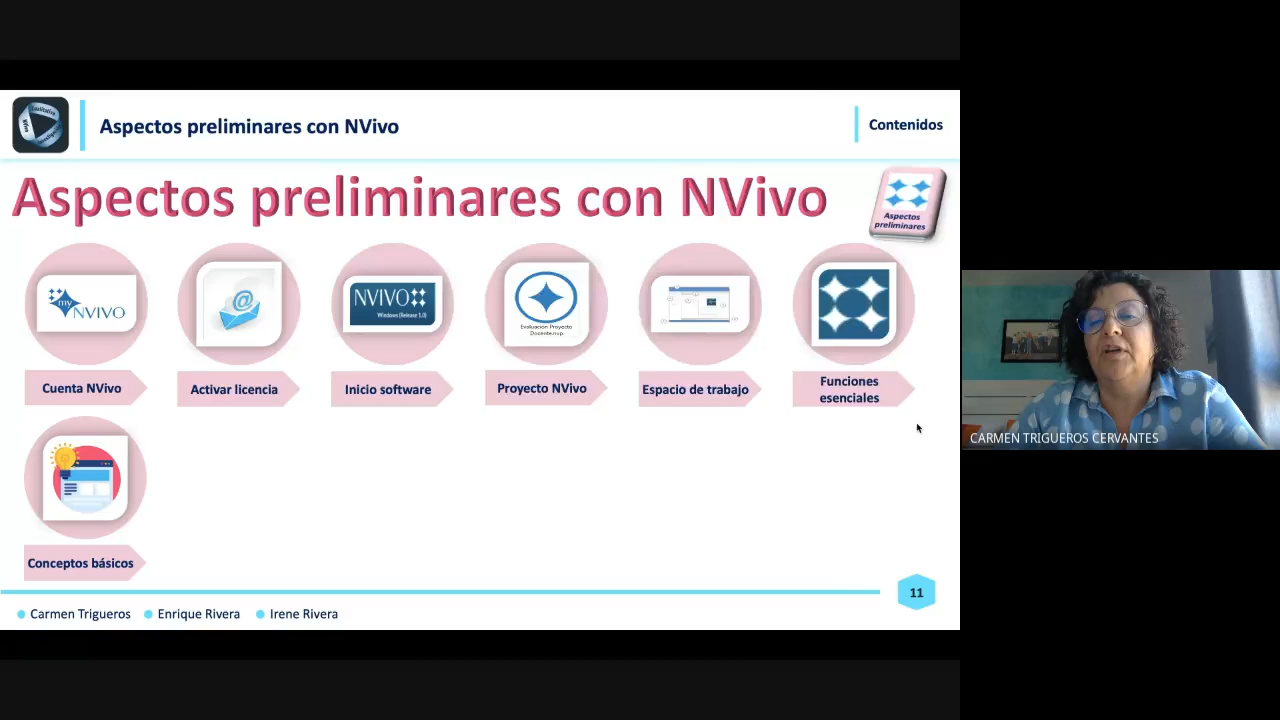 Cualitativa
Aspectos preliminares con NVivo
Contenidos
Aspectos preliminares con NVivo
Aspectos
preliminares
my
NVIVO
@
NVIVO
Windows (Release 1.0)
Evaluación Proyecto
Docente.nvp
Cuenta NVivo
Activar licencia
Inicio software
Proyecto NVivo
Espacio de trabajo
Funciones
esenciales
Conceptos básicos
11
Carmen Trigueros
Enrique Rivera
Irene Rivera
CARMEN TRIGUEROS CERVANTES